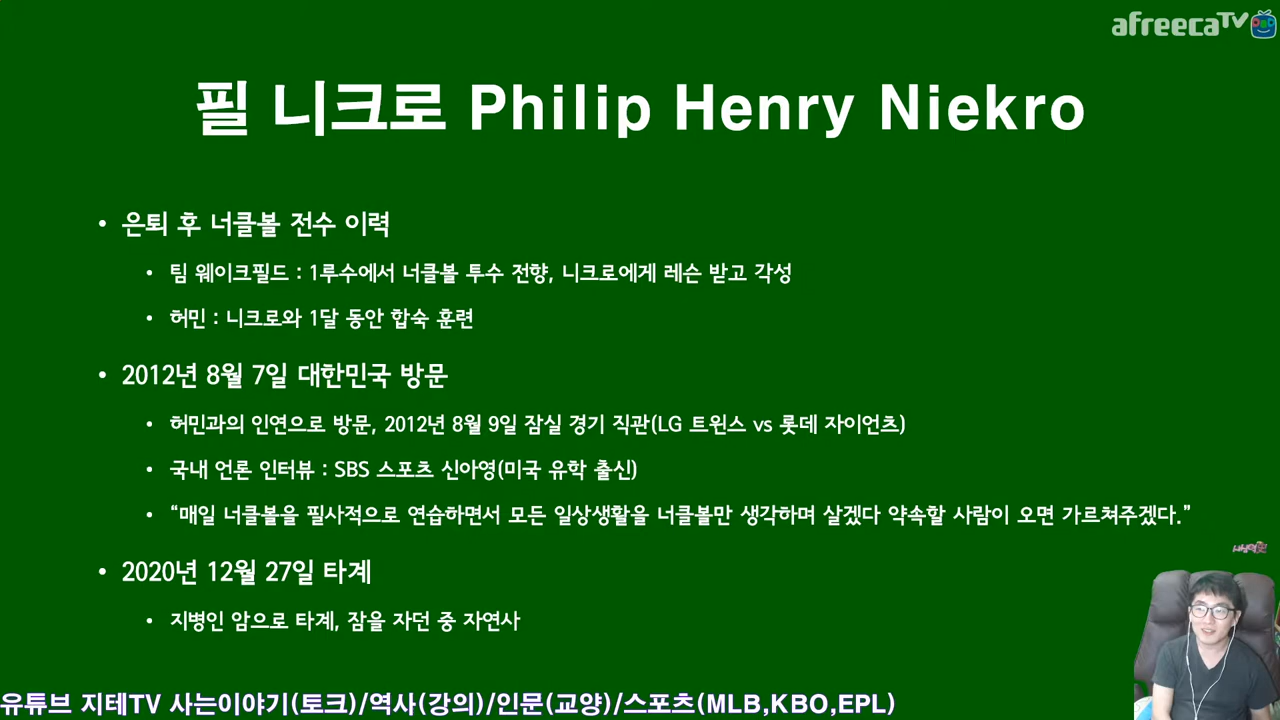 afreecaTV
필 니크로 Philip Henry Niekro
• 은퇴 후 너클볼 전수 이력
• 팀 웨이크필드 : 1루수에서 너클볼 투수 전향, 니크로에게 레슨 받고 각성
• 허민 : 니크로와 1달 동안 합숙 훈련
• 2012년 8월 7일 대한민국 방문
• 허민과의 인연으로 방문, 2012년 8월 9일 잠실 경기 직관(LG 트윈스 vs 롯데 자이언츠)
• 국내 언론 인터뷰 : SBS 스포츠 신아영(미국 유학 출신)
• “매일 너클볼을 필사적으로 연습하면서 모든 일상생활을 너클볼만 생각하며 살겠다 약속할 사람이 오면 가르쳐주겠다.”
• 2020년 12월 27일 타계
• 지병인 암으로 타계, 잠을 자던 중 자연사
유튜브 지테TV 사는이야기(토크)/역사(강의)/인문(교양)/스포츠(MLB,KBO,EPL)